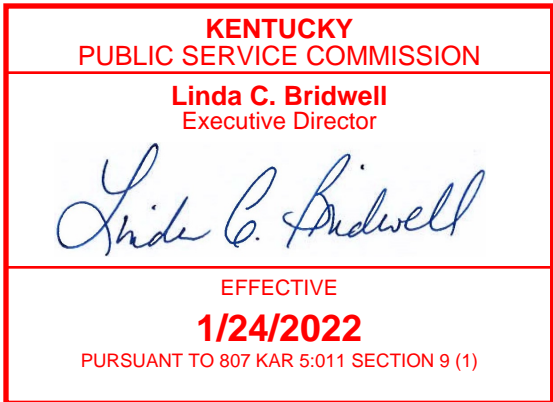 KENTUCKY
PUBLIC SERVICE COMMISSION
Linda C. Bridwell
Executive Director
Linda C. Bridwell
EFFECTIVE
1/24/2022
PURSUANT TO 807 KAR 5:011 SECTION 9 (1)